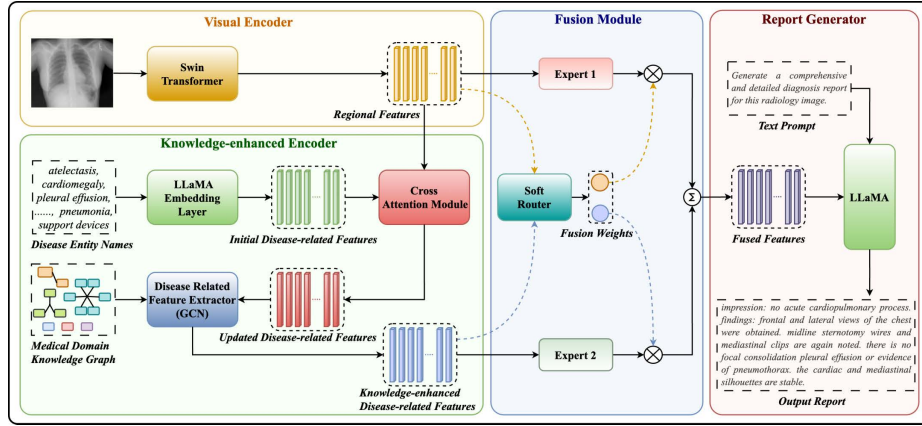 Visual Encoder
Swin
Transformer
Regional Features
Knowledge-enhanced Encoder
atelectasis,
cardiomegaly,
pleural effusion,
......, pneumonia,
support devices
Disease Entity Names
LLaMA
Embedding
Layer
Initial Disease-related Features
Cross
Attention Module
Medical Domain
Knowledge Graph
Disease Related
Feature Extractor
(GCN)
Updated Disease-related Features
Knowledge-enhanced
Disease-related Features
Fusion Module
Expert 1
Soft
Router
Fusion Weights
Expert 2
Σ
Report Generator
Generate a comprehensive
and detailed diagnosis report
for this radiology image.
Text Prompt
Fused Features
LLaMA
impression: no acute cardiopulmonary process.
findings: frontal and lateral views of the chest
were obtained. midline sternotomy wires and
mediastinal clips are again noted. there is no
focal consolidation pleural effusion or evidence
of pneumothorax. the cardiac and mediastinal
silhouettes are stable.
Output Report